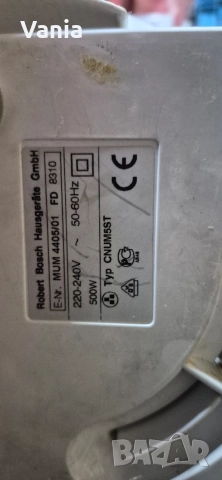 Vania
Robert Bosch Hausgeräte GmbH
E-Nr. MUM 4405/01 FD 8310
220-240V ~ 50-60Hz
500W
Typ CNUM5ST
CE
BAZAR